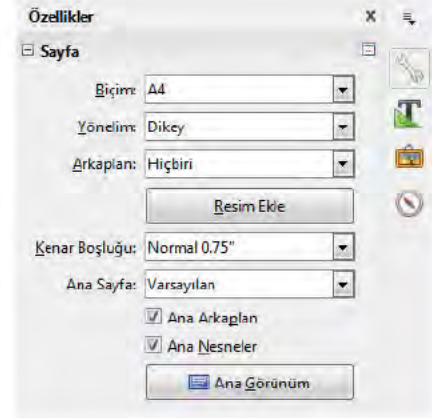 Özellikler
Sayfa
Biçim: A4
Yönelim: Dikey
Arkaplan: Hiçbiri
Resim Ekle
Kenar Boşluğu: Normal 0.75"
Ana Sayfa: Varsayılan
Ana Arkaplan
Ana Nesneler
Ana Görünüm